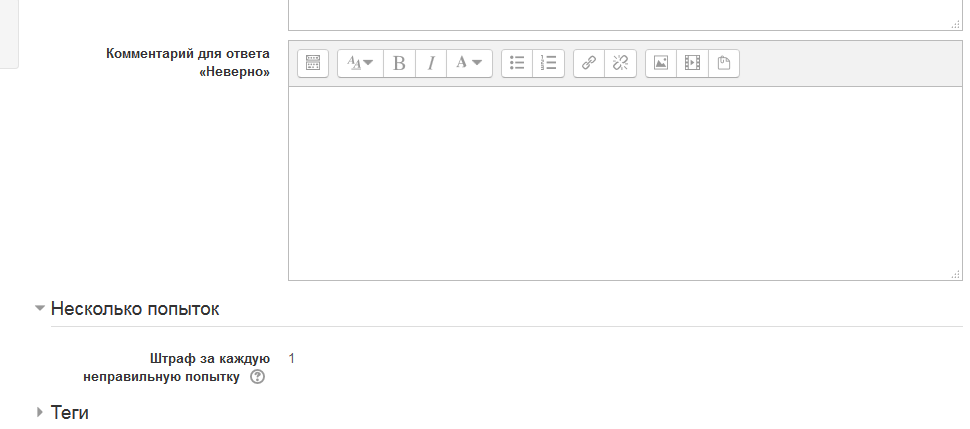 Комментарий для ответа
«Неверно»
Несколько попыток
Штраф за каждую 1
неправильную попытку
Теги